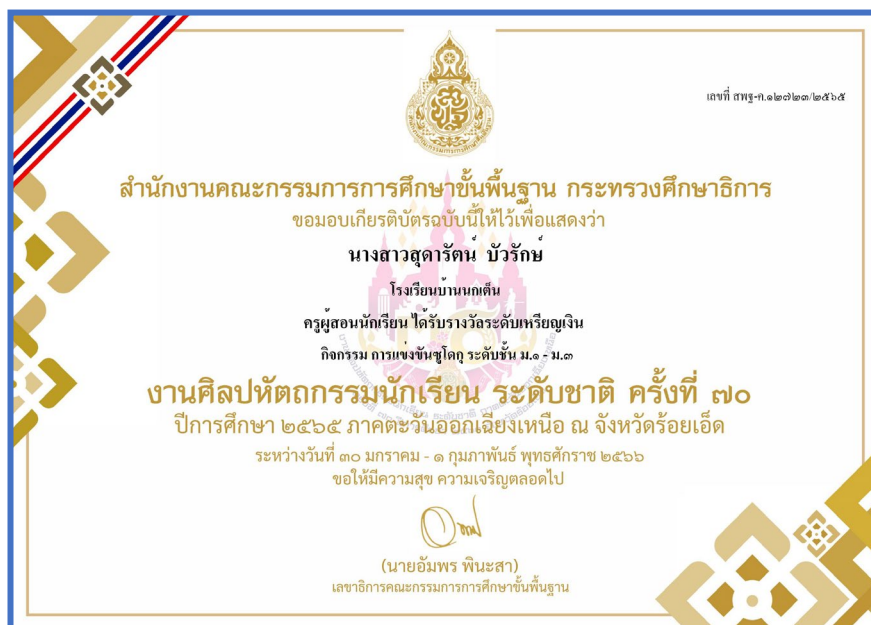 เลขที่ สพฐ-ค.๑๒๗๒๓/๒๕๖๕
สำนักงานคณะกรรมการการศึกษาขั้นพื้นฐาน กระทรวงศึกษาธิการ
ขอมอบเกียรติบัตรฉบับนี้ให้ไว้เพื่อแสดงว่า
นางสาวสุดารัตน์ บัวรักษ์
โรงเรียนบ้านนกเต็น
ครูผู้สอนนักเรียน ได้รับรางวัลระดับเหรียญเงิน
กิจกรรม การแข่งขันซูโดกุ ระดับชั้น ม.๑ - ม.๓
งานศิลปหัตถกรรมนักเรียน ระดับชาติ ครั้งที่ ๗๐
ปีการศึกษา ๒๕๖๕ ภาคตะวันออกเฉียงเหนือ ณ จังหวัดร้อยเอ็ด
ระหว่างวันที่ ๓๐ มกราคม - ๑ กุมภาพันธ์ พุทธศักราช ๒๕๖๖
ขอให้มีความสุข ความเจริญตลอดไป
(นายอัมพร พินะสา)
เลขาธิการคณะกรรมการการศึกษาขั้นพื้นฐาน